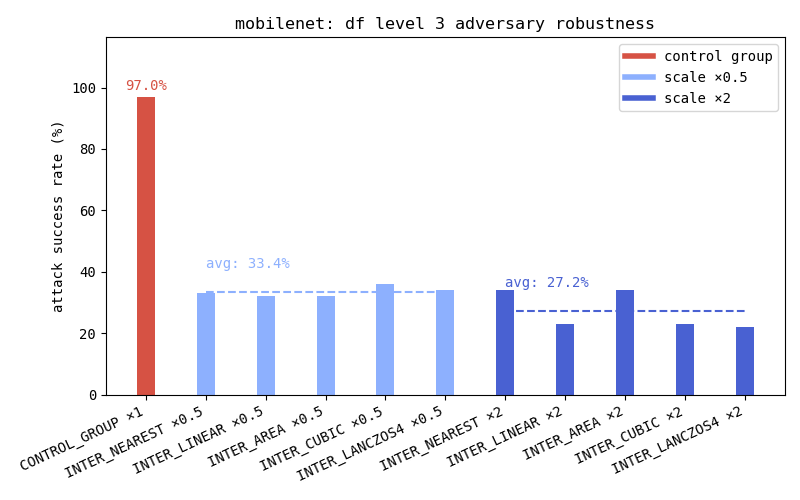 mobilenet: df level 3 adversary robustness
control group
scale ×0.5
scale ×2
97.0%
avg: 33.4%
avg: 27.2%
attack success rate (%)
100
80
60
40
20
0
CONTROL_GROUP ×1
INTER_NEAREST ×0.5
INTER_LINEAR ×0.5
INTER_AREA ×0.5
INTER_CUBIC ×0.5
INTER_LANCZOS4 ×0.5
INTER_NEAREST ×2
INTER_LINEAR ×2
INTER_AREA ×2
INTER_CUBIC ×2
INTER_LANCZOS4 ×2